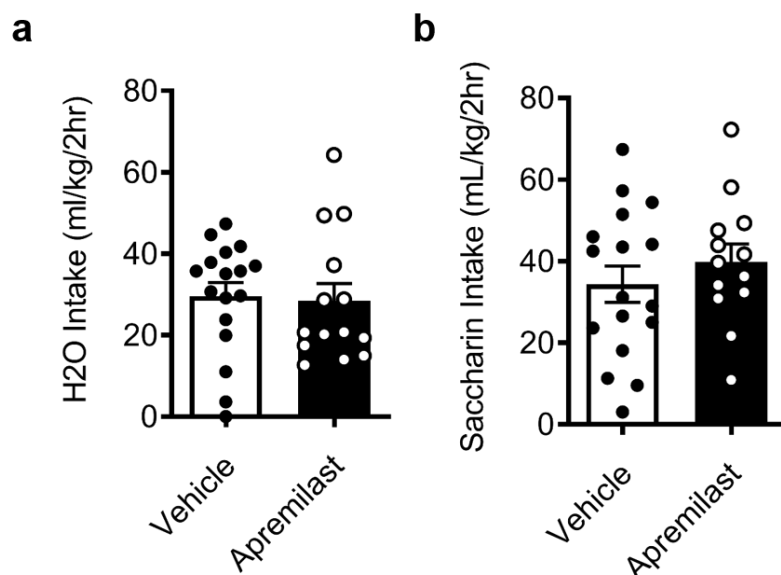 a
H2O Intake (ml/kg/2hr)
80
60
40
20
0
Vehicle
Apremilast
b
Saccharin Intake (mL/kg/2hr)
80
60
40
20
0
Vehicle
Apremilast